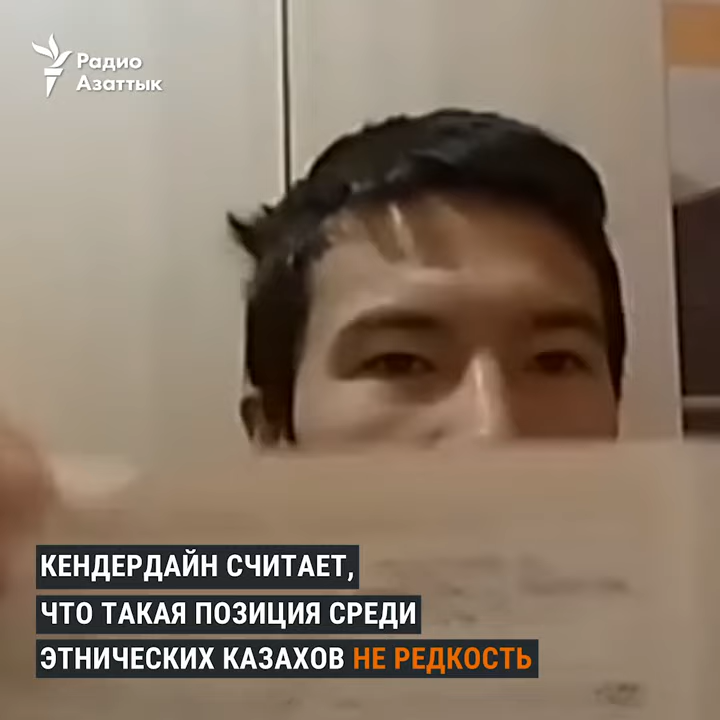 Радио
Азаттык
КЕНДЕРДАЙН СЧИТАЕТ,
ЧТО ТАКАЯ ПОЗИЦИЯ СРЕДИ
ЭТНИЧЕСКИХ КАЗАХОВ НЕ РЕДКОСТЬ